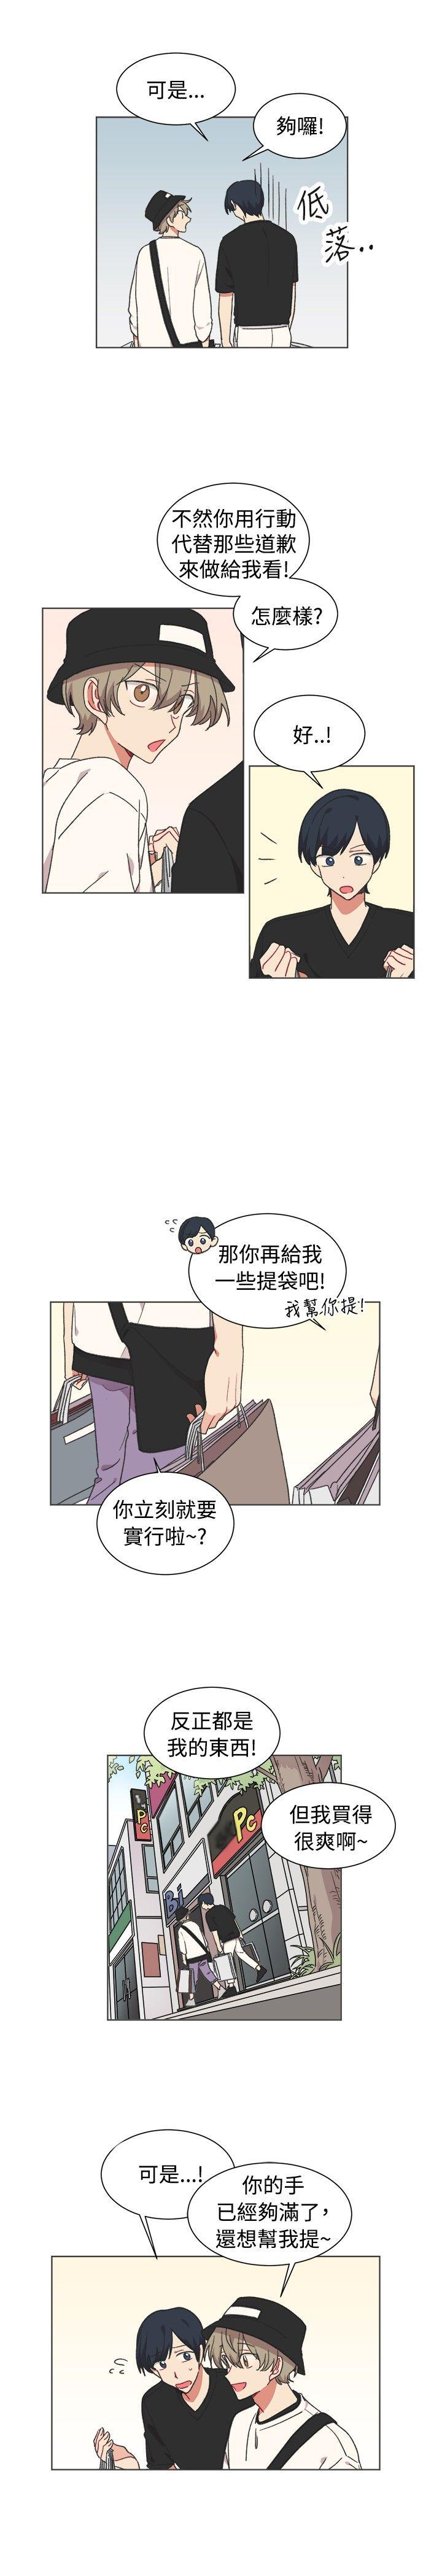 可是...
夠囉!
低
落..
不然你用行動
代替那些道歉
來做給我看!
怎麼樣?
好..!
那你再給我
一些提袋吧!
我幫你提!
你立刻就要
實行啦~?
反正都是
我的東西!
但我買得
很爽啊~
PC
PC
Bi
可是...!
你的手
已經夠滿了,
還想幫我提~